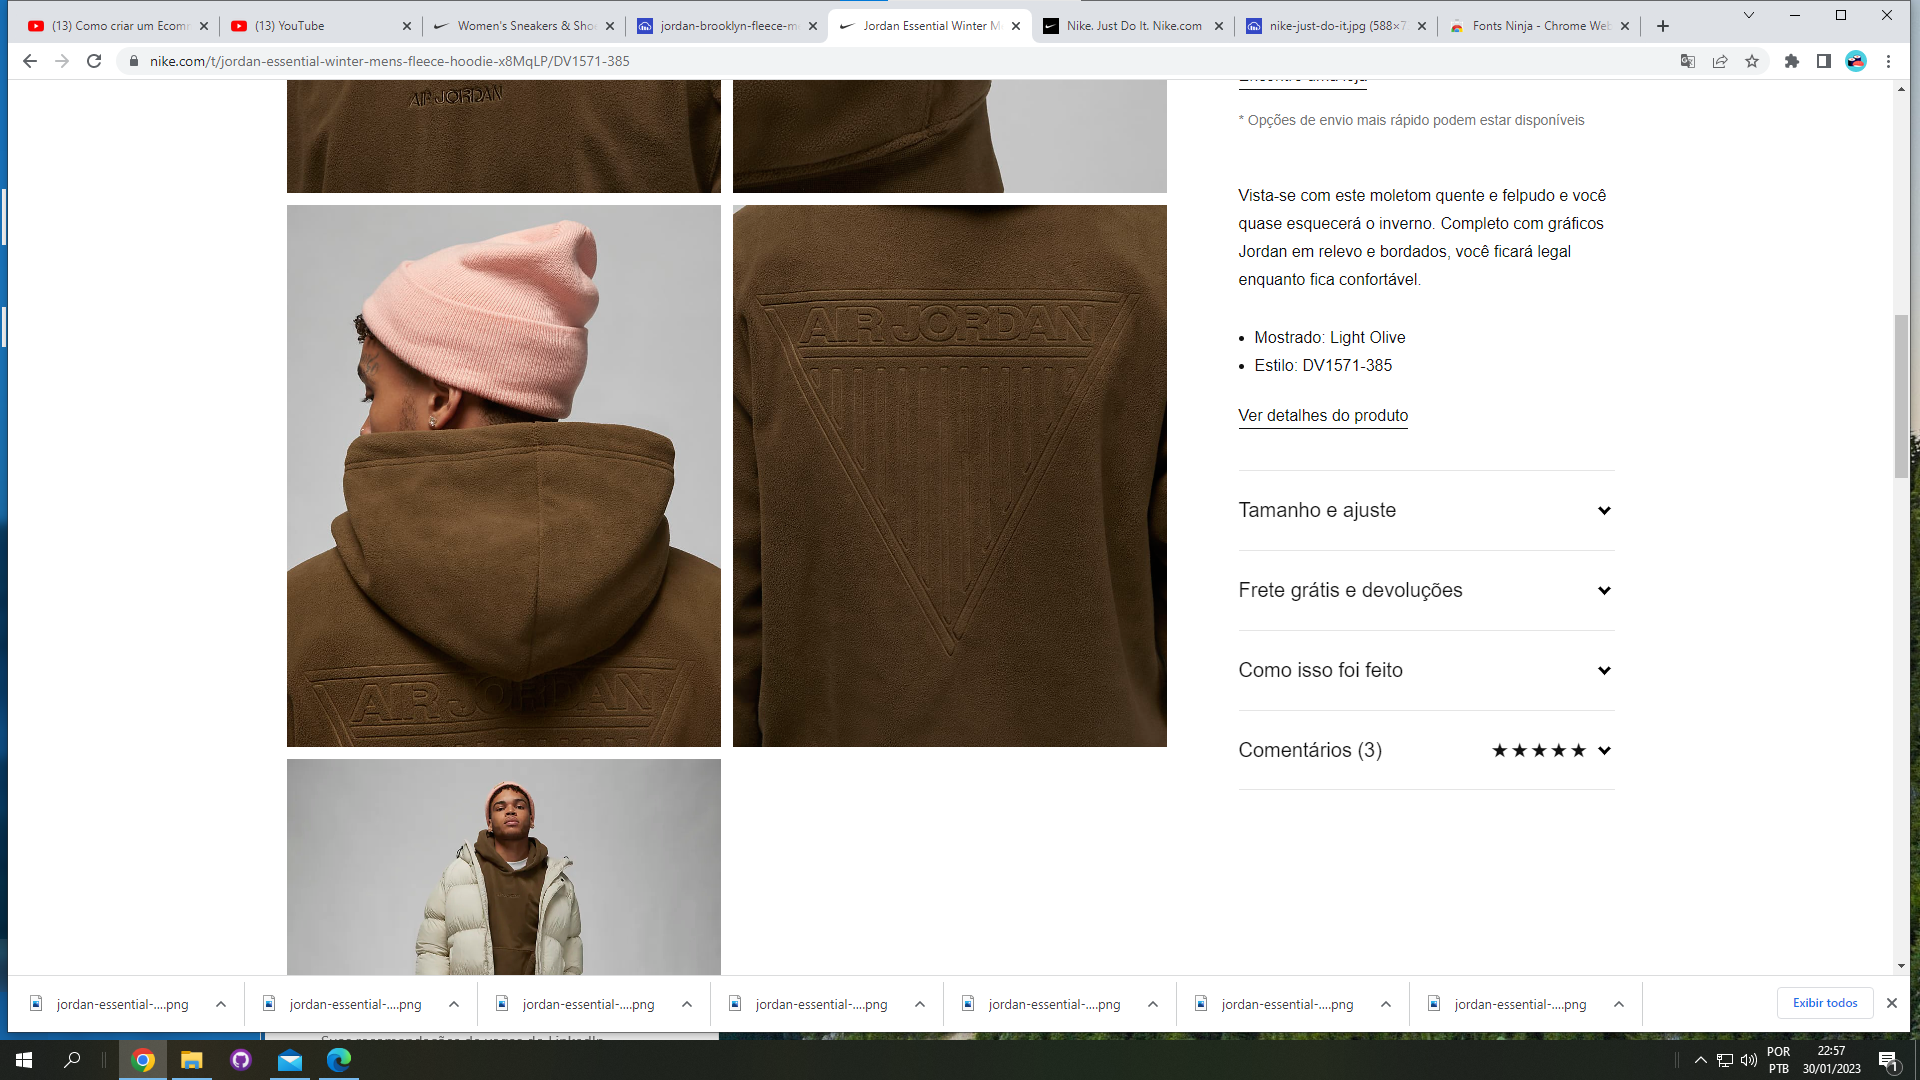 (13) Como criar um Ecomm
(13) YouTube
Women's Sneakers & Shoe
jordan-brooklyn-fleece-m
Jordan Essential Winter M
Nike. Just Do It. Nike.com
nike-just-do-it.jpg (588×7
Fonts Ninja - Chrome Web
nike.com/t/jordan-essential-winter-mens-fleece-hoodie-x8MqLP/DV1571-385
AIR JORDAN
Encontre uma loja
* Opções de envio mais rápido podem estar disponíveis
Vista-se com este moletom quente e felpudo e você
quase esquecerá o inverno. Completo com gráficos
Jordan em relevo e bordados, você ficará legal
enquanto fica confortável.
Mostrado: Light Olive
Estilo: DV1571-385
Ver detalhes do produto
AIR JORDAN
AIR JORDAN
Tamanho e ajuste
Frete grátis e devoluções
Como isso foi feito
Comentários (3)
jordan-essential-....png
jordan-essential-....png
jordan-essential-....png
jordan-essential-....png
jordan-essential-....png
jordan-essential-....png
jordan-essential-....png
Exibir todos
POR
PTB
22:57
30/01/2023
1